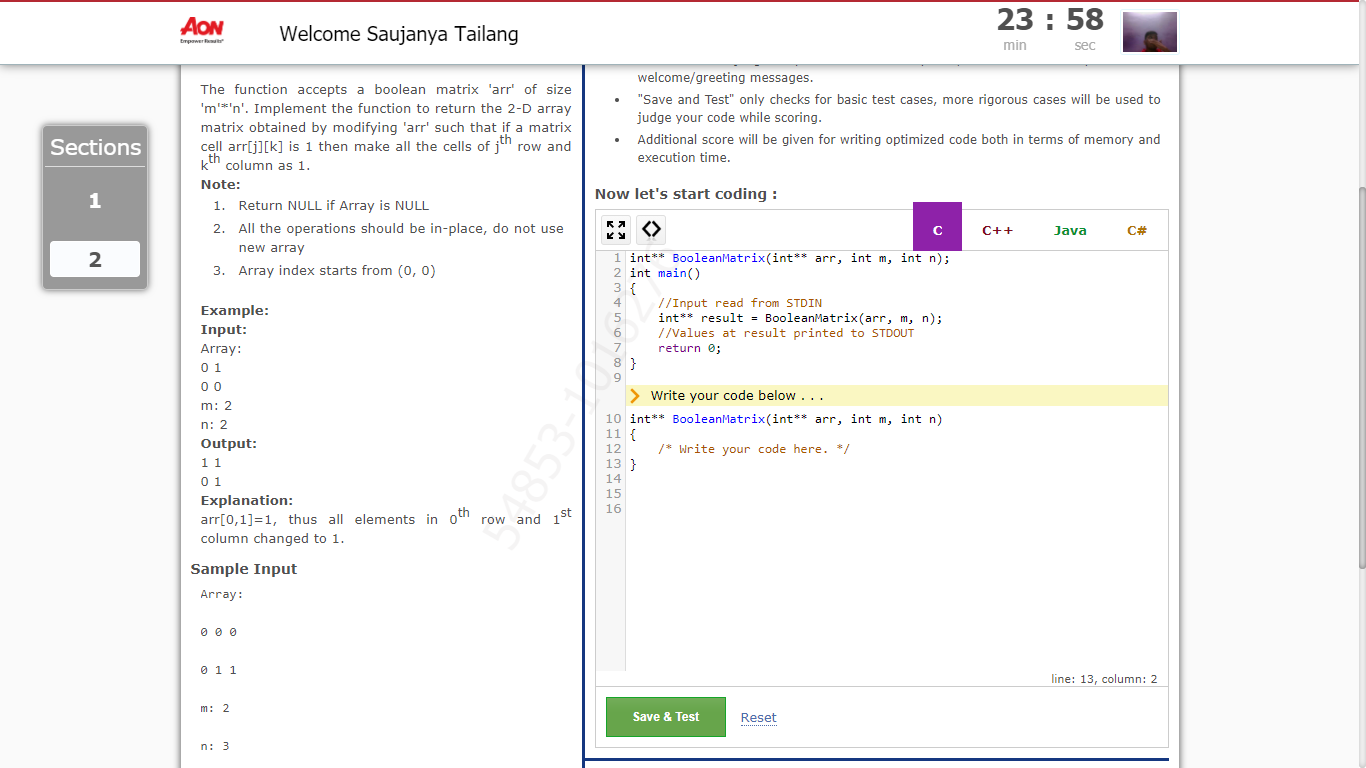 AON
Empower Results®
Welcome Saujanya Tailang
23 : 58
min sec
Sections
1
2
The function accepts a boolean matrix 'arr' of size
'm'*'n'. Implement the function to return the 2-D array
matrix obtained by modifying 'arr' such that if a matrix
cell arr[j][k] is 1 then make all the cells of jth row and
kth column as 1.
Note:
1. Return NULL if Array is NULL
2. All the operations should be in-place, do not use
new array
3. Array index starts from (0, 0)
Example:
Input:
Array:
0 1
0 0
m: 2
n: 2
Output:
1 1
0 1
Explanation:
arr[0,1]=1, thus all elements in 0th row and 1st
column changed to 1.
Sample Input
Array:
0 0 0
0 1 1
m: 2
n: 3
welcome/greeting messages.
• "Save and Test" only checks for basic test cases, more rigorous cases will be used to
judge your code while scoring.
• Additional score will be given for writing optimized code both in terms of memory and
execution time.
Now let's start coding :
C C++ Java C#
1 int** BooleanMatrix(int** arr, int m, int n);
2 int main()
3 {
4 //Input read from STDIN
5 int** result = BooleanMatrix(arr, m, n);
6 //Values at result printed to STDOUT
7 return 0;
8 }
9
Write your code below . . .
10 int** BooleanMatrix(int** arr, int m, int n)
11 {
12 /* Write your code here. */
13 }
14
15
16
line: 13, column: 2
Save & Test Reset